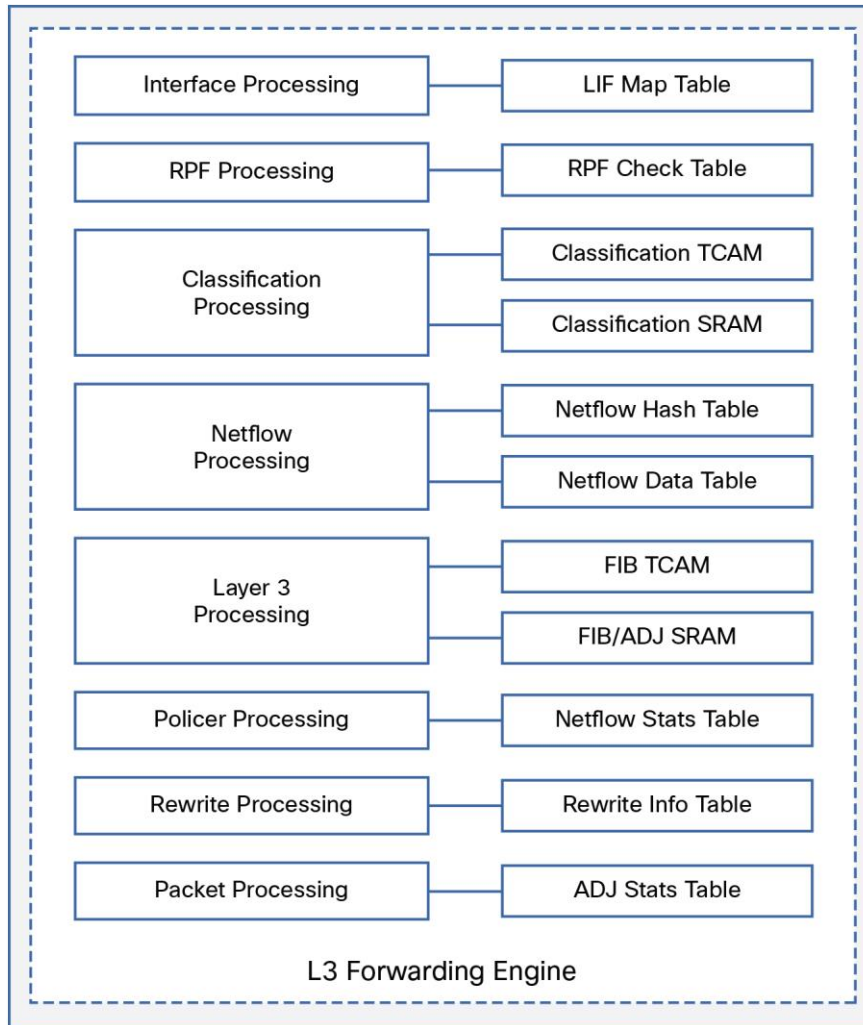 Interface Processing
LIF Map Table
RPF Processing
RPF Check Table
Classification
Processing
Classification TCAM
Classification SRAM
Netflow
Processing
Netflow Hash Table
Netflow Data Table
Layer 3
Processing
FIB TCAM
FIB/ADJ SRAM
Policer Processing
Netflow Stats Table
Rewrite Processing
Rewrite Info Table
Packet Processing
ADJ Stats Table
L3 Forwarding Engine